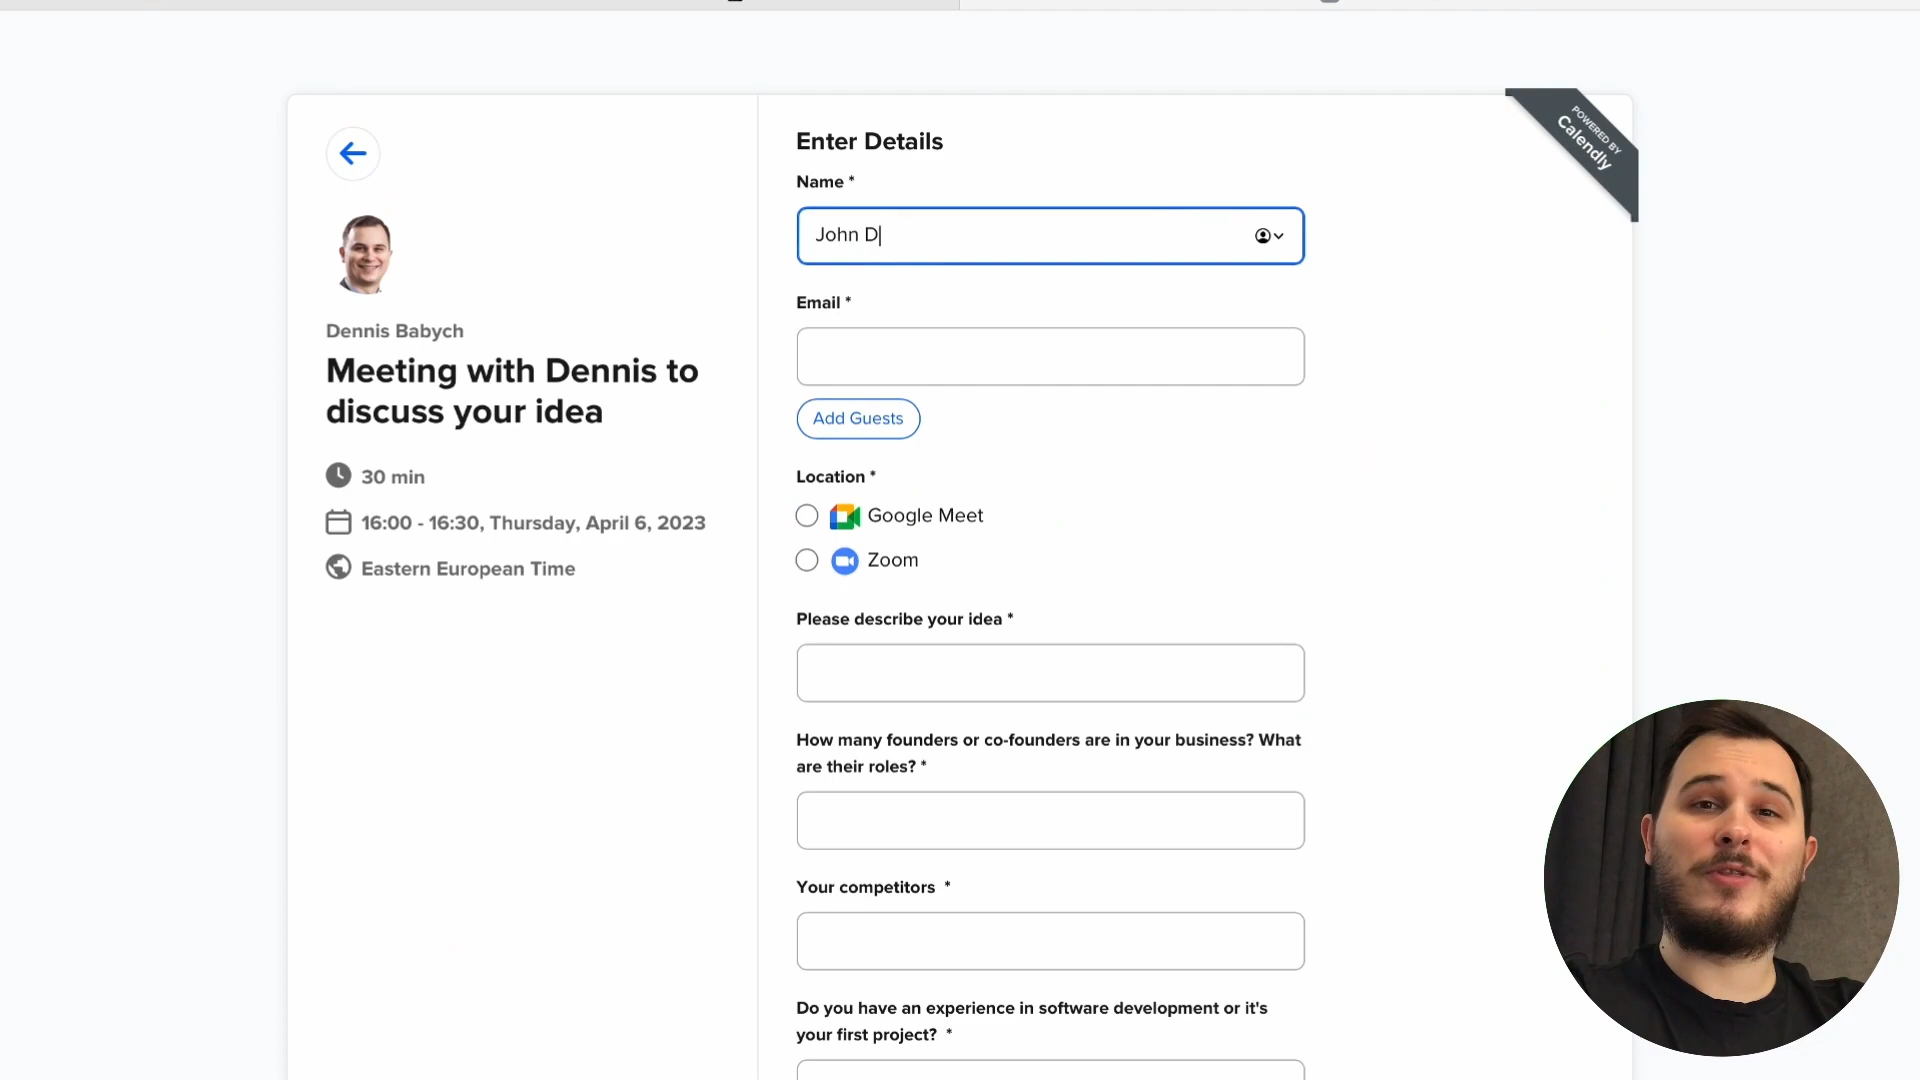 POWERED BY
Calendly
Dennis Babych
Meeting with Dennis to
discuss your idea
30 min
16:00 - 16:30, Thursday, April 6, 2023
Eastern European Time
Enter Details
Name *
John D
Email *
Add Guests
Location *
Google Meet
Zoom
Please describe your idea *
How many founders or co-founders are in your business? What
are their roles? *
Your competitors *
Do you have an experience in software development or it's
your first project? *